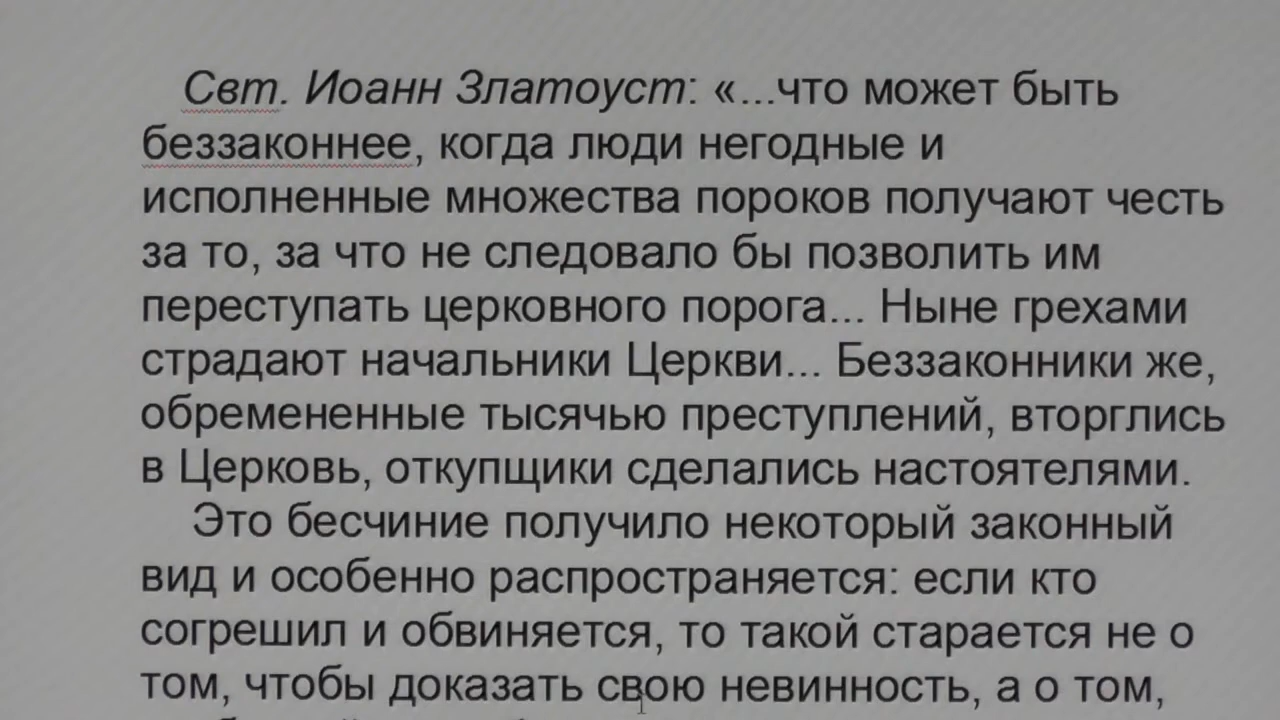 Свт. Иоанн Златоуст: «...что может быть
беззаконнее, когда люди негодные и
исполненные множества пороков получают честь
за то, за что не следовало бы позволить им
переступать церковного порога... Ныне грехами
страдают начальники Церкви... Беззаконники же,
обремененные тысячью преступлений, вторглись
в Церковь, откупщики сделались настоятелями.
Это бесчиние получило некоторый законный
вид и особенно распространяется: если кто
согрешил и обвиняется, то такой старается не о
том, чтобы доказать свою невинность, а о том,